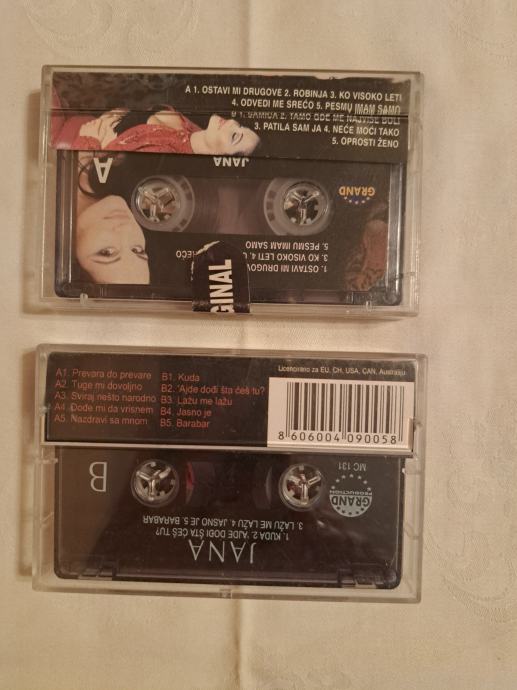 A 1. OSTAVI MI DRUGOVE 2. ROBINJA 3. KO VISOKO LETI
4. ODVEDI ME SREĆO 5. PESMU IMAM SAMO
B 1. SAMICA 2. TAMO GDE ME NAJVIŠE BOLI
3. PATILA SAM JA 4. NEĆE MOĆI TAKO
5. OPROSTI ŽENO
A
JANA
GRAND
1. OSTAVI MI DRUGOV
3. KO VISOKO LETI 4.
REĆO
5. PESMU IMAM SAMO
GINAL
A1. Prevara do prevare
A2. Tuge mi dovoljno
A3. Sviraj nešto narodno
A4. Dođe mi da vrisnem
A5. Nazdravi sa mnom
B1. Kuda
B2. 'Ajde dođi šta ćeš tu?
B3. Lažu me lažu
B4. Jasno je
B5. Barabar
Licencirano za EU, CH, USA, CAN, Australiju
8 606004 090058
B
MC 131
GRAND
PRODUCTION
JANA
1. KUDA 2. 'AJDE DOĐI ŠTA ĆEŠ TU?
3. LAŽU ME LAŽU 4. JASNO JE 5. BARABAR